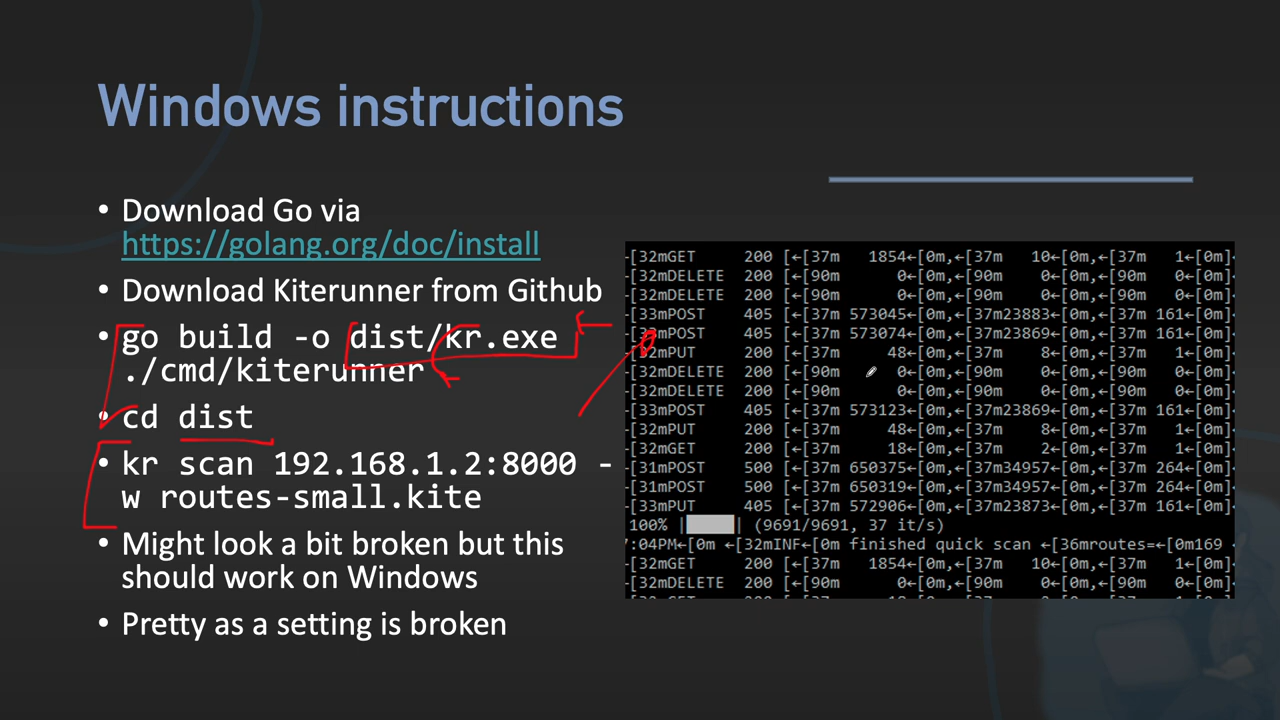 Windows instructions
• Download Go via
https://golang.org/doc/install
• Download Kiterunner from Github
• go build -o dist/kr.exe
./cmd/kiterunner
• cd dist
• kr scan 192.168.1.2:8000 -
w routes-small.kite
• Might look a bit broken but this
should work on Windows
• Pretty as a setting is broken
[32mGET 200 [←[37m 1854←[0m,←[37m 10←[0m,←[37m 1←[0m]
[32mDELETE 200 [←[90m 0←[0m,←[90m 0←[0m,←[90m 0←[0m]
[32mDELETE 200 [←[90m 0←[0m,←[90m 0←[0m,←[90m 0←[0m]
[33mPOST 405 [←[37m 573045←[0m,←[37m23883←[0m,←[37m 161←[0m]
[33mPOST 405 [←[37m 573074←[0m,←[37m23869←[0m,←[37m 161←[0m]
[32mPUT 200 [←[37m 48←[0m,←[37m 8←[0m,←[37m 1←[0m]
[32mDELETE 200 [←[90m 0←[0m,←[90m 0←[0m,←[90m 0←[0m]
[32mDELETE 200 [←[90m 0←[0m,←[90m 0←[0m,←[90m 0←[0m]
[33mPOST 405 [←[37m 573123←[0m,←[37m23869←[0m,←[37m 161←[0m]
[32mPUT 200 [←[37m 48←[0m,←[37m 8←[0m,←[37m 1←[0m]
[32mGET 200 [←[37m 18←[0m,←[37m 2←[0m,←[37m 1←[0m]
[31mPOST 500 [←[37m 650375←[0m,←[37m34957←[0m,←[37m 264←[0m]
[31mPOST 500 [←[37m 650319←[0m,←[37m34957←[0m,←[37m 264←[0m]
[33mPUT 405 [←[37m 572906←[0m,←[37m23873←[0m,←[37m 161←[0m]
100% | | (9691/9691, 37 it/s)
7:04PM←[0m ←[32mINF←[0m finished quick scan ←[36mroutes=←[0m169
[32mGET 200 [←[37m 1854←[0m,←[37m 10←[0m,←[37m 1←[0m]
[32mDELETE 200 [←[90m 0←[0m,←[90m 0←[0m,←[90m 0←[0m]